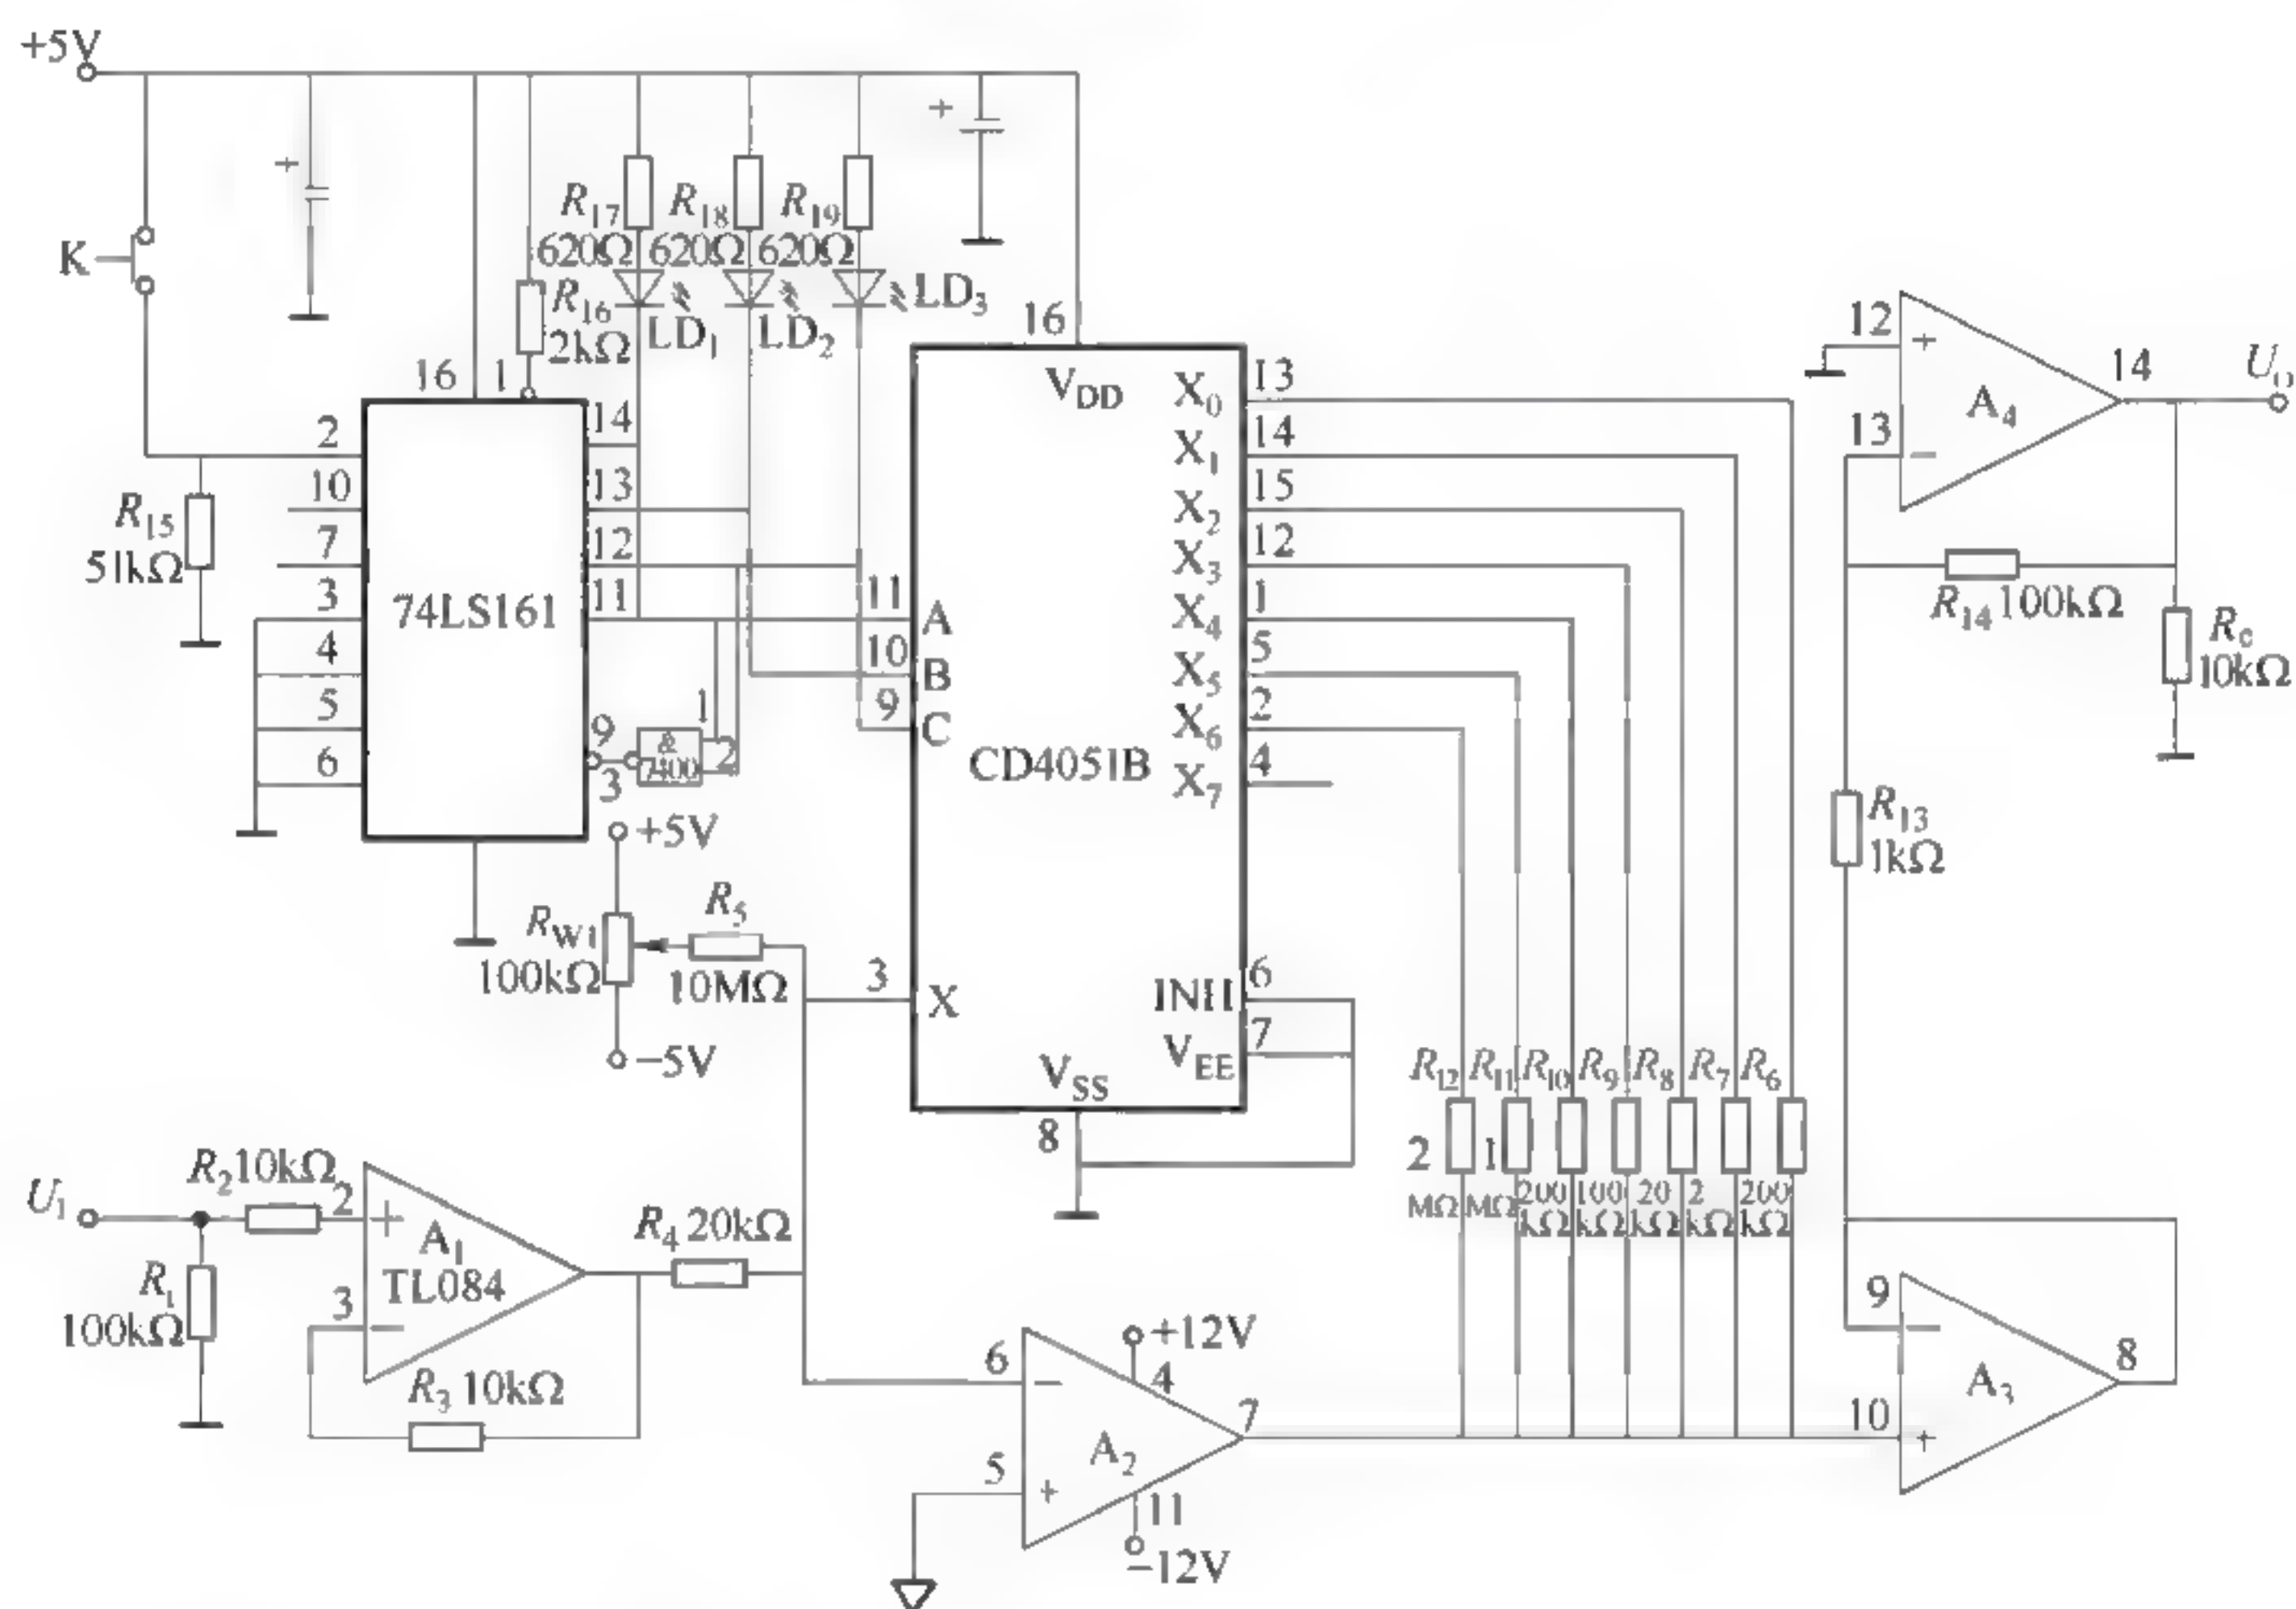 +5V
K
R15
51kΩ
16
1
R16
2kΩ
R17
620Ω
R18
620Ω
R19
620Ω
LD1
LD2
LD3
+
+
2
10
7
3
4
5
6
74LS161
14
13
12
11
9
3
&
7400
1
2
+5V
RW1
100kΩ
−5V
R5
10MΩ
16
VDD
11
A
10
B
9
C
CD4051B
3
X
X0
13
X1
14
X2
15
X3
12
X4
1
X5
5
X6
2
X7
4
INH
6
VEE
7
VSS
8
R12
R11
R10
R9
R8
R7
R6
2
MΩ
1
MΩ
200
kΩ
100
kΩ
20
kΩ
2
kΩ
200
kΩ
12
+
13
−
A4
14
Uo
R14 100kΩ
Rc
10kΩ
R13
1kΩ
9
−
10
+
A3
8
UI
R2 10kΩ
R1
100kΩ
2
+
3
−
A1
TL084
R3 10kΩ
R4 20kΩ
6
−
5
+
A2
+12V
4
7
11
−12V